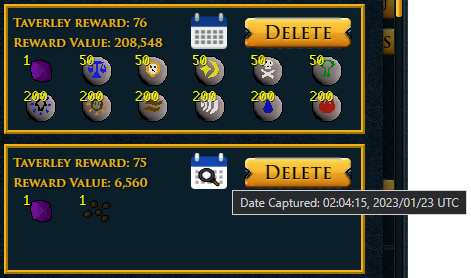 Taverley reward: 76
Reward Value: 208,548
Delete
1 50 50 50 50 50
200 200 200 200 200 200
Taverley reward: 75
Reward Value: 6,560
Delete
Date Captured: 02:04:15, 2023/01/23 UTC
1 1